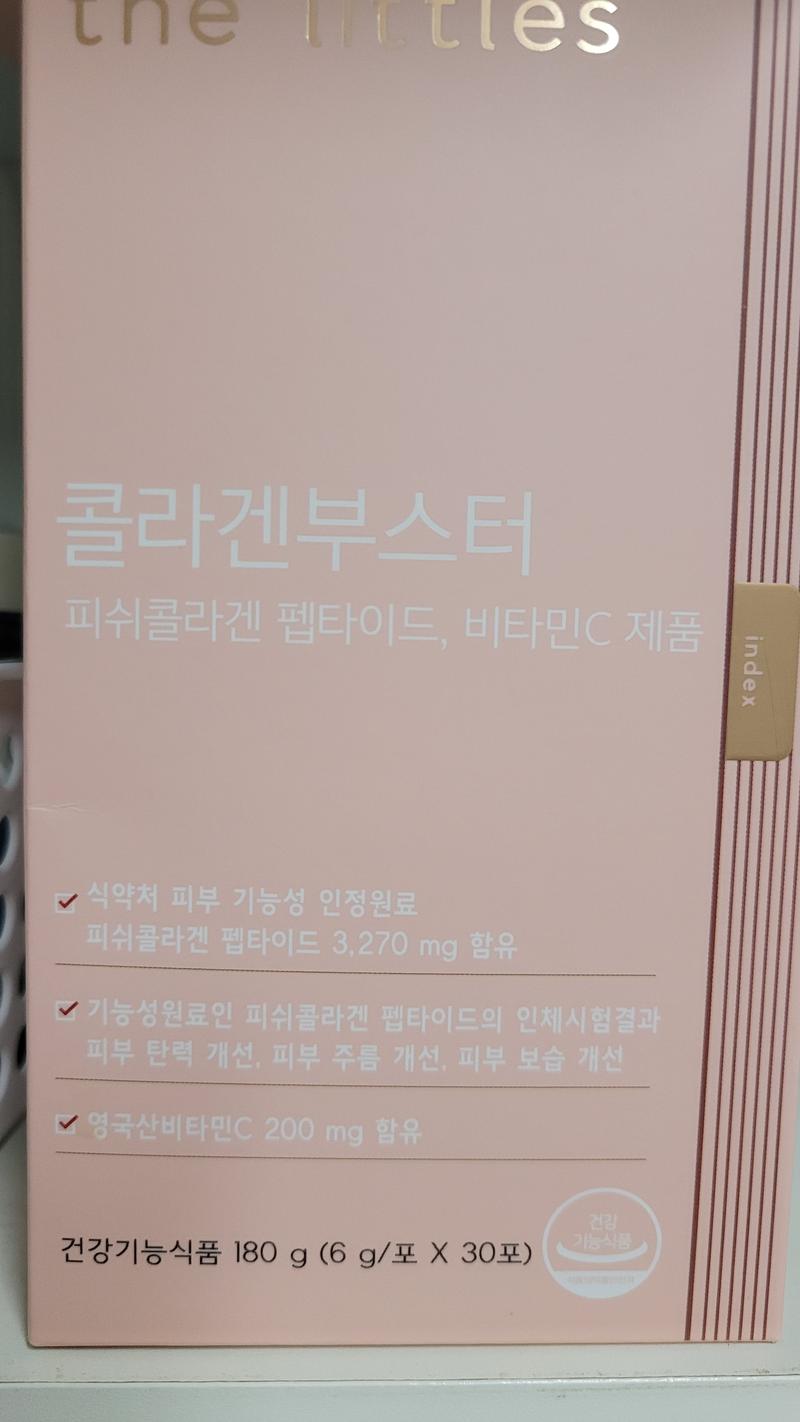 the littles
콜라겐부스터
피쉬콜라겐 펩타이드, 비타민C 제품
index
식약처 피부 기능성 인정원료
피쉬콜라겐 펩타이드 3,270 mg 함유
기능성원료인 피쉬콜라겐 펩타이드의 인체시험결과
피부 탄력 개선, 피부 주름 개선, 피부 보습 개선
영국산비타민C 200 mg 함유
건강기능식품 180 g (6 g/포 X 30포)
건강
기능식품